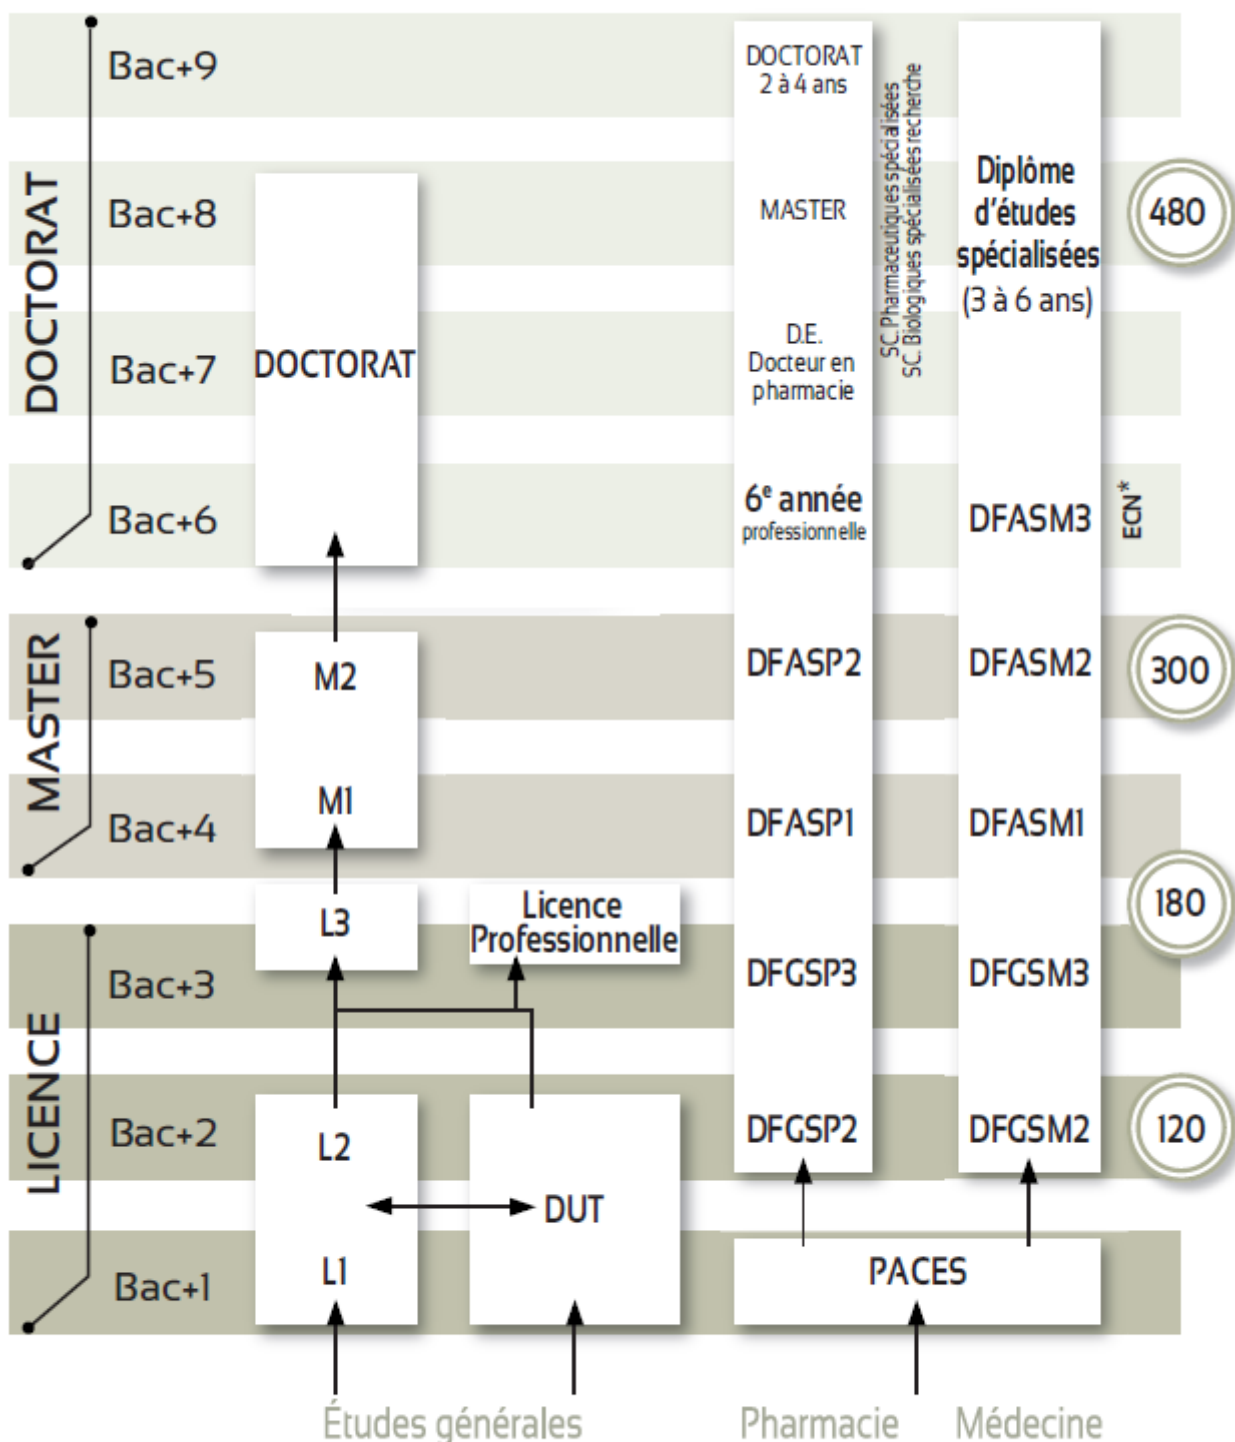 DOCTORAT
Bac+9
Bac+8
Bac+7
Bac+6
MASTER
Bac+5
Bac+4
LICENCE
Bac+3
Bac+2
Bac+1
DOCTORAT
M2
M1
L3
L2
L1
Licence
Professionnelle
DUT
Études générales
DOCTORAT
2 à 4 ans
MASTER
D.E.
Docteur en
pharmacie
6e année
professionnelle
DFASP2
DFASP1
DFGSP3
DFGSP2
SC. Pharmaceutiques spécialisées
SC. Biologiques spécialisées recherche
Diplôme
d'études
spécialisées
(3 à 6 ans)
DFASM3
DFASM2
DFASM1
DFGSM3
DFGSM2
ECN*
PACES
Pharmacie
Médecine
480
300
180
120